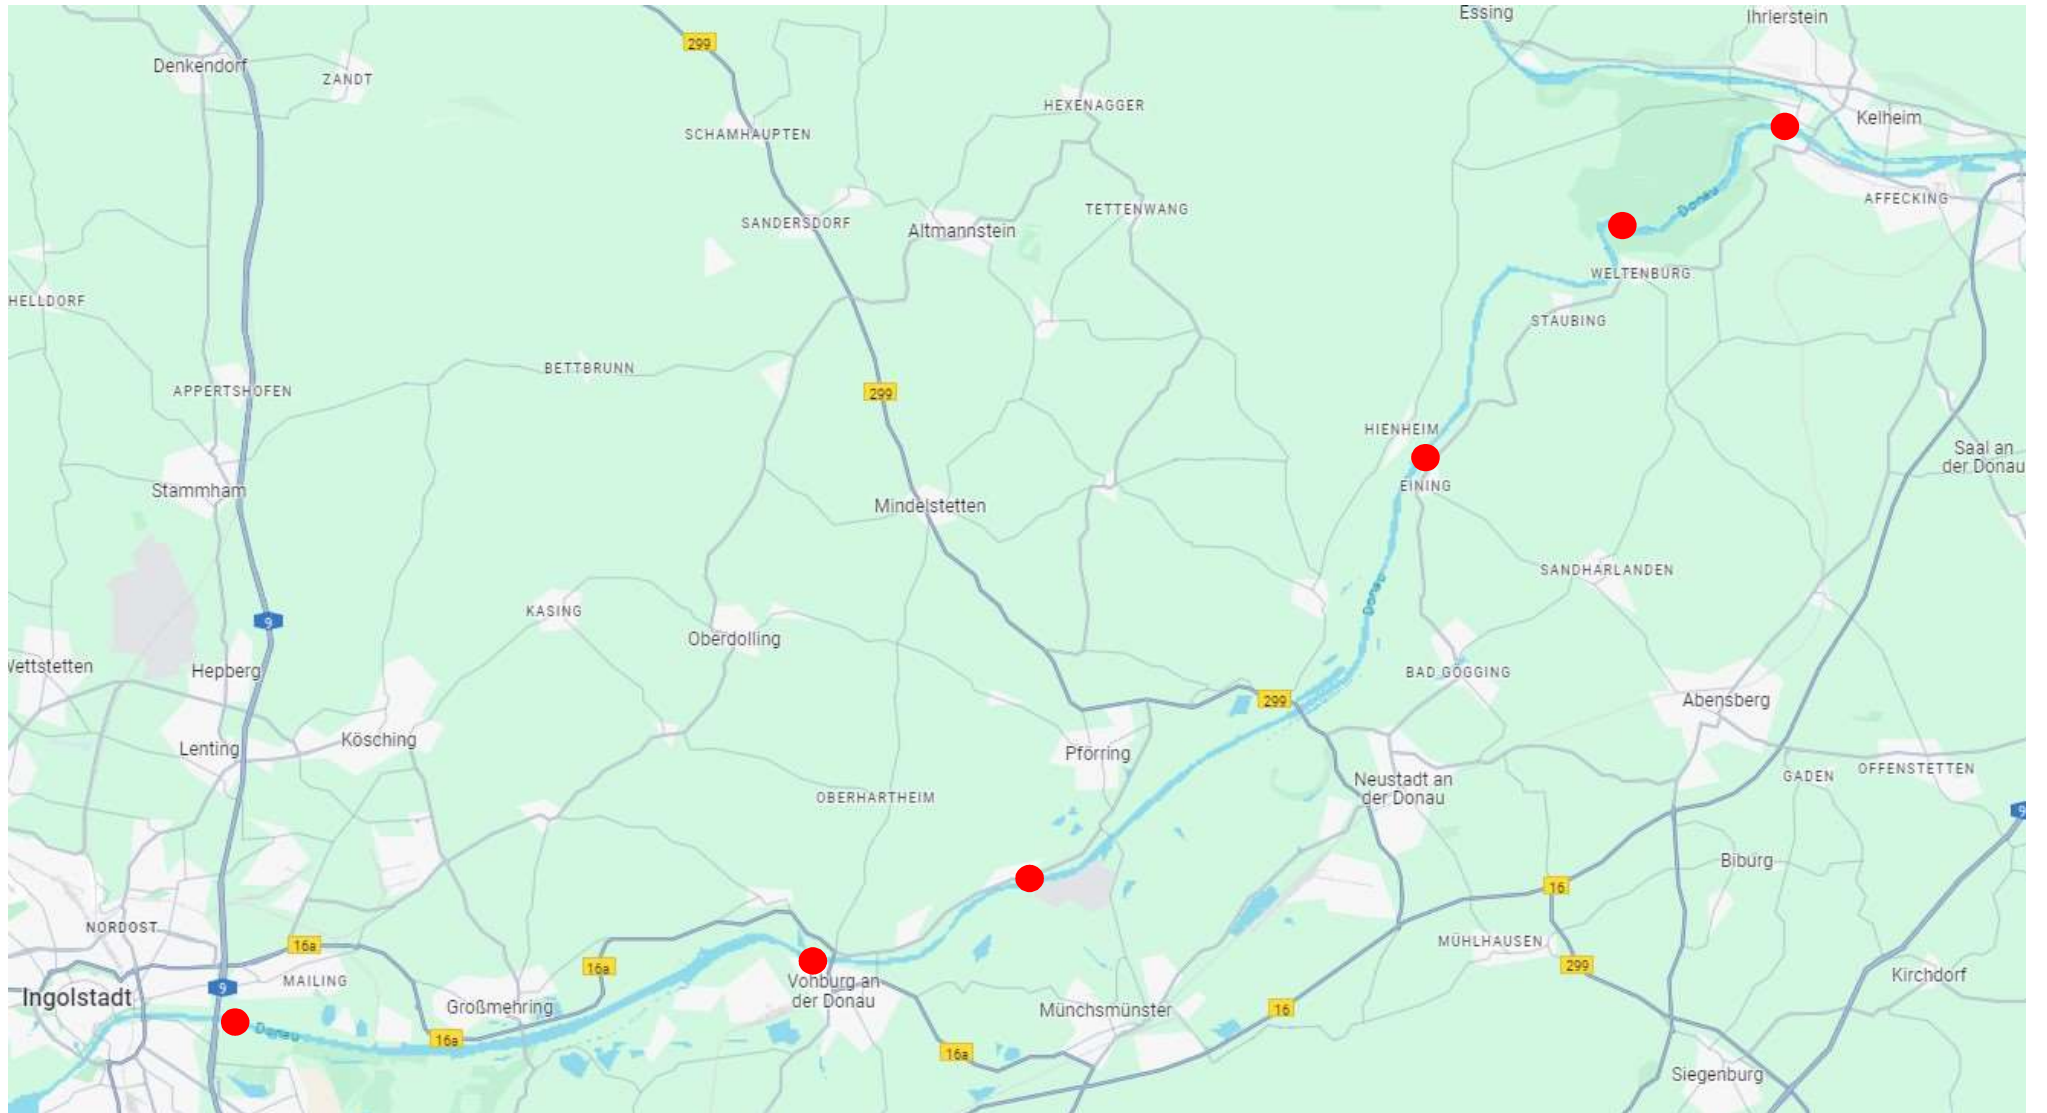 Essing
Ihrlerstein
299
Denkendorf
ZANDT
HEXENAGGER
Kelheim
SCHAMHAUPTEN
Donau
AFFECKING
TETTENWANG
SANDERSDORF
Altmannstein
WELTENBURG
HELLDORF
STAUBING
BETTBRUNN
APPERTSHOFEN
299
HIENHEIM
Saal an
der Donau
EINING
Stammham
Mindelstetten
SANDHARLANDEN
Donau
KASING
9
Oberdolling
Wettstetten
Hepberg
BAD GÖGGING
299
Abensberg
Kösching
Lenting
Pförring
GADEN
OFFENSTETTEN
Neustadt an
der Donau
OBERHARTHEIM
9
Biburg
16
NORDOST
16a
MÜHLHAUSEN
16a
299
Kirchdorf
MAILING
9
Vohburg an
der Donau
Ingolstadt
Großmehring
Münchsmünster
16
Donau
16a
16a
Siegenburg